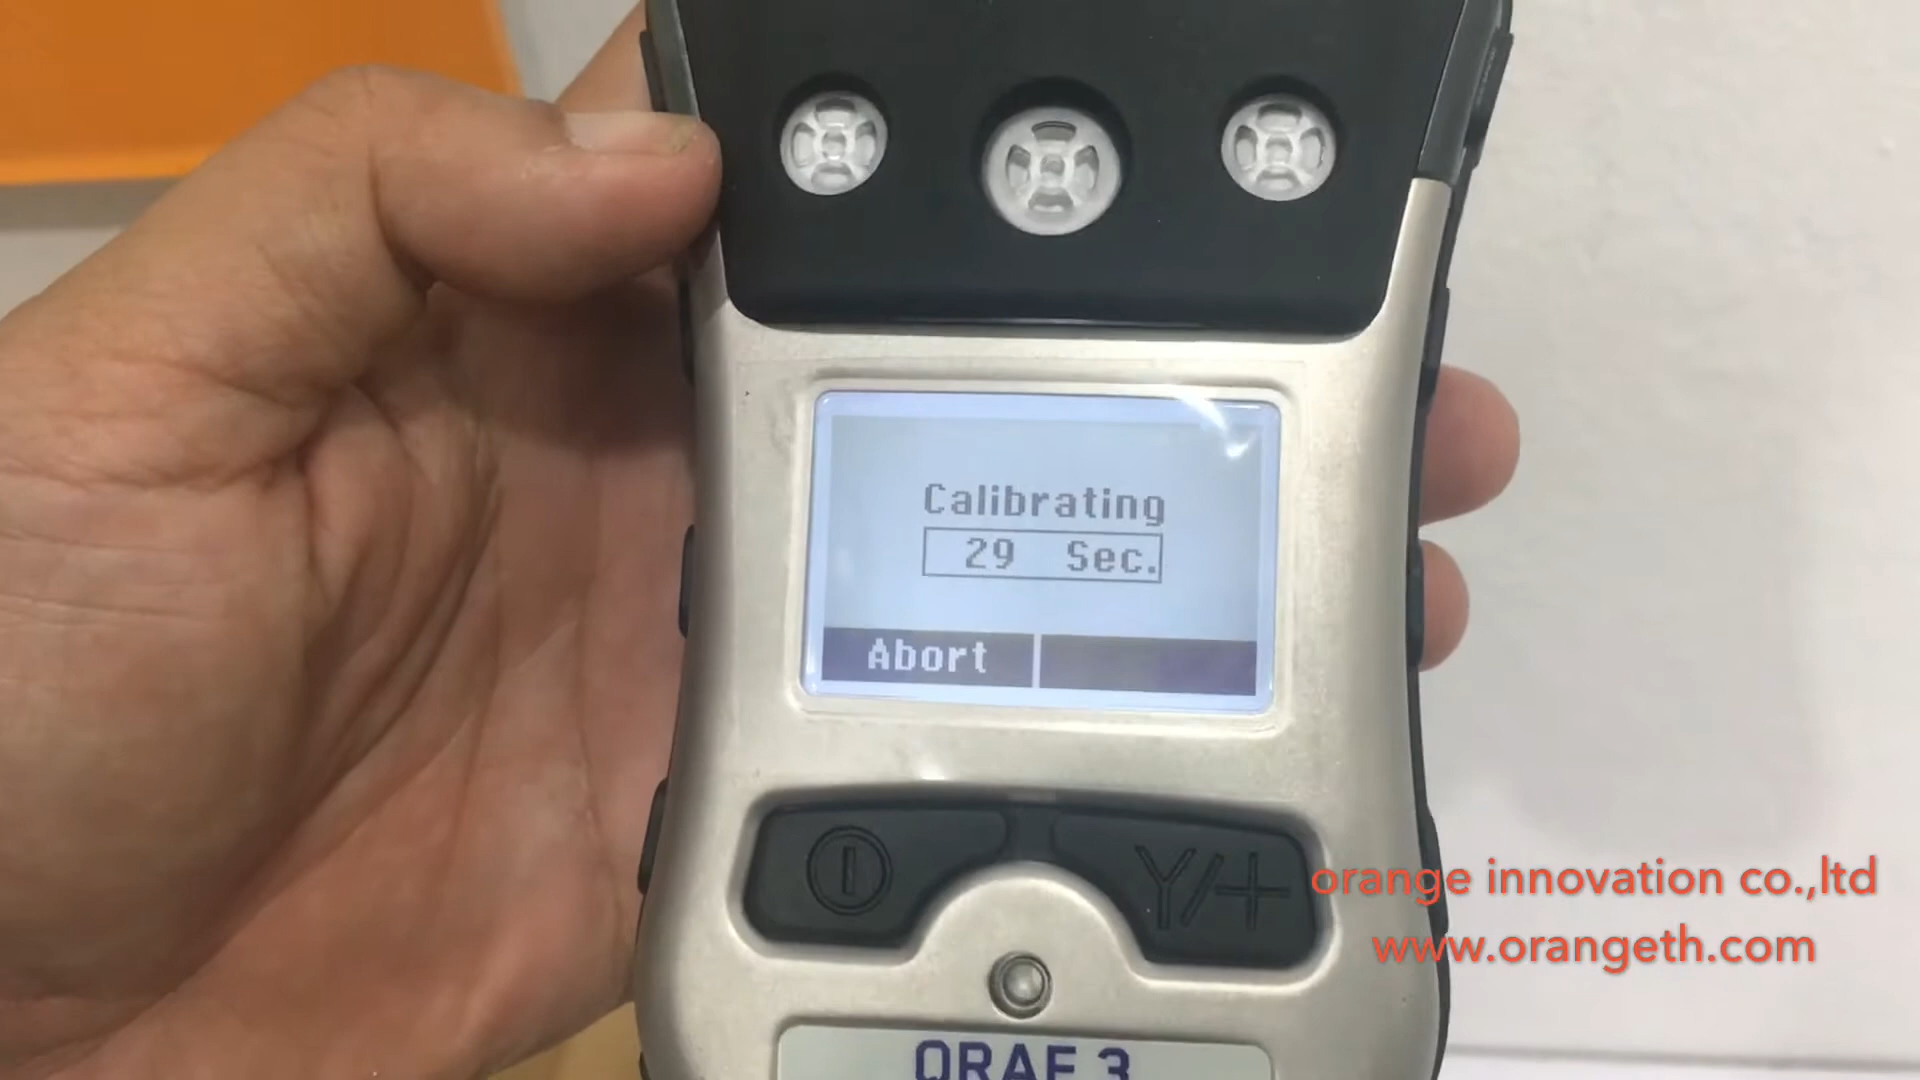 Calibrating
29 Sec.
Abort
Y/+
orange innovation co.,ltd
www.orangeth.com
QRAE 3